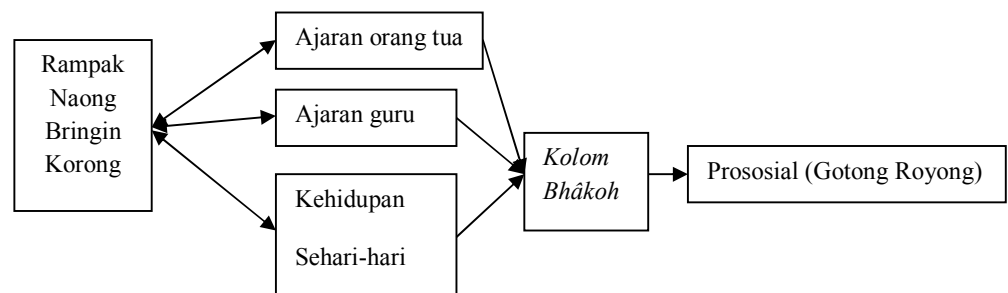 Rampak
Naong
Bringin
Korong
Ajaran orang tua
Ajaran guru
Kehidupan
Sehari-hari
Kolom
Bhâkoh
Prososial (Gotong Royong)